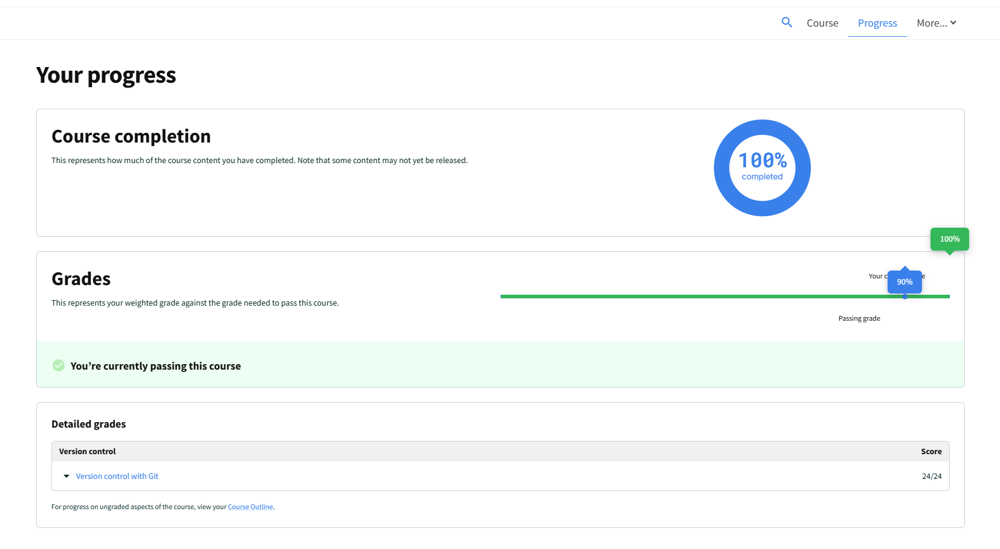 Course Progress More...
Your progress
Course completion
This represents how much of the course content you have completed. Note that some content may not yet be released.
100%
completed
100%
Grades
This represents your weighted grade against the grade needed to pass this course.
Your
90%
Passing grade
You’re currently passing this course
Detailed grades
Version control Score
Version control with Git 24/24
For progress on ungraded aspects of the course, view your Course Outline.